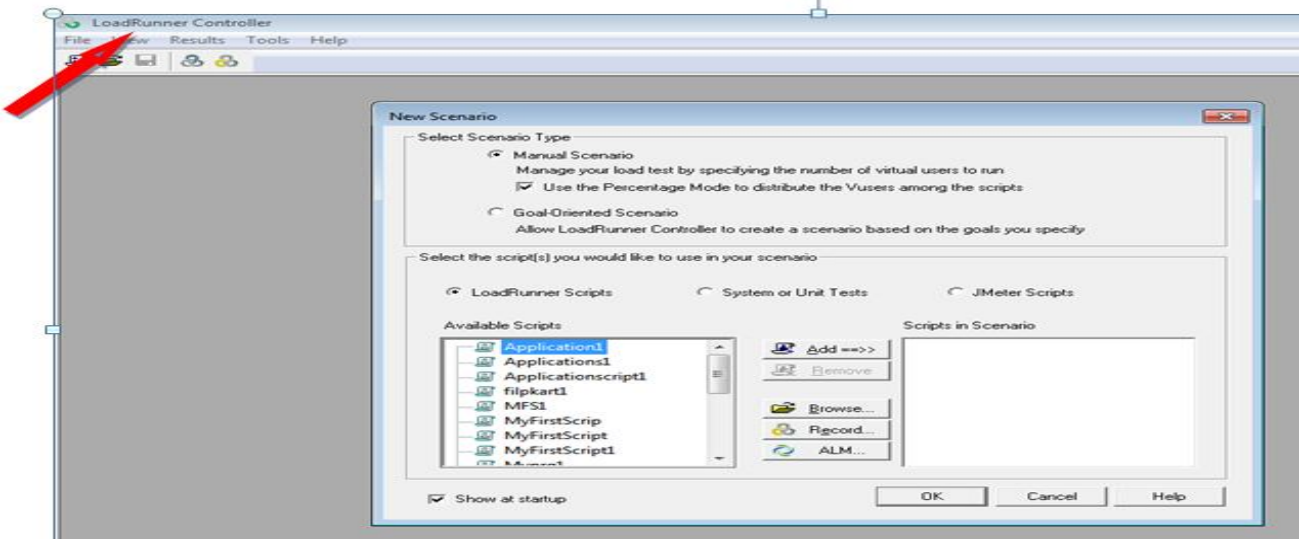 LoadRunner Controller
File View Results Tools Help
New Scenario
Select Scenario Type
Manual Scenario
Manage your load test by specifying the number of virtual users to run
Use the Percentage Mode to distribute the Vusers among the scripts
Goal-Oriented Scenario
Allow LoadRunner Controller to create a scenario based on the goals you specify
Select the script(s) you would like to use in your scenario
LoadRunner Scripts System or Unit Tests JMeter Scripts
Available Scripts Scripts in Scenario
Application1
Applications1
Applicationscript1
filpkart1
MFS1
MyFirstScrip
MyFirstScript
MyFirstScript1
Add ==>>
Remove
Browse...
Record...
ALM...
Show at startup
OK Cancel Help